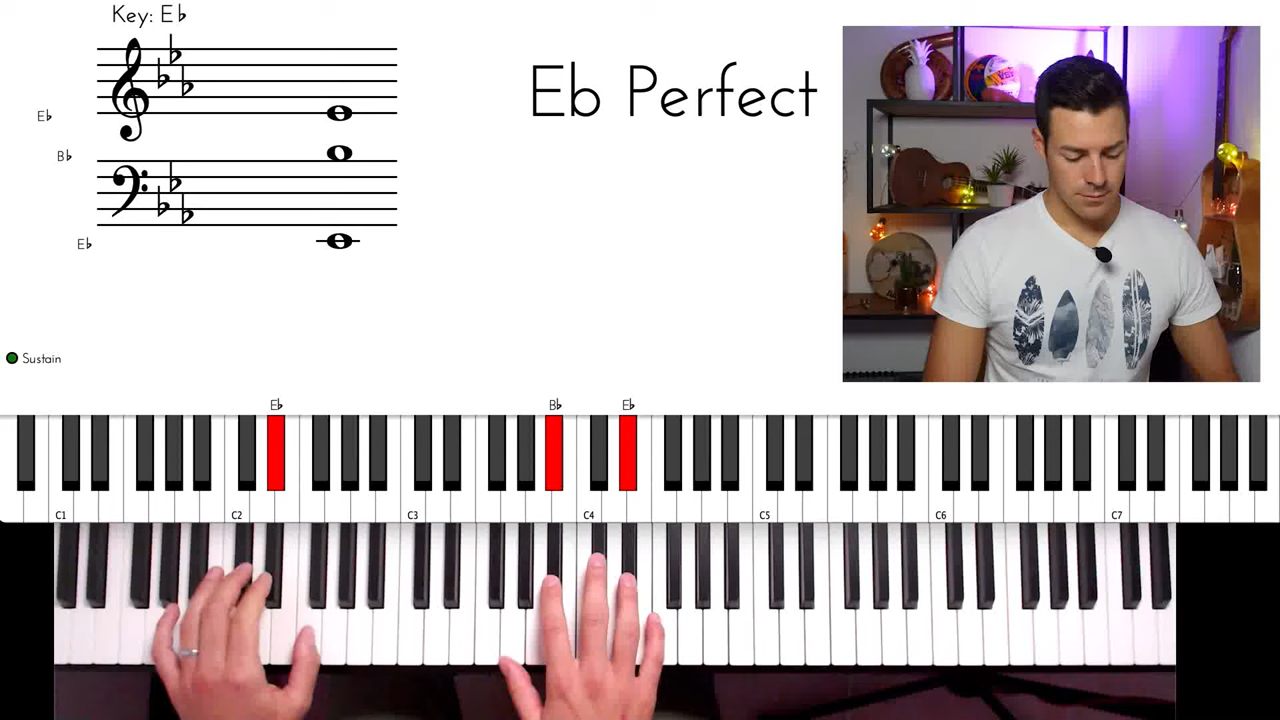 Key: E♭
Eb Perfect
E♭
B♭
E♭
Sustain
E♭ B♭ E♭
C1 C2 C3 C4 C5 C6 C7